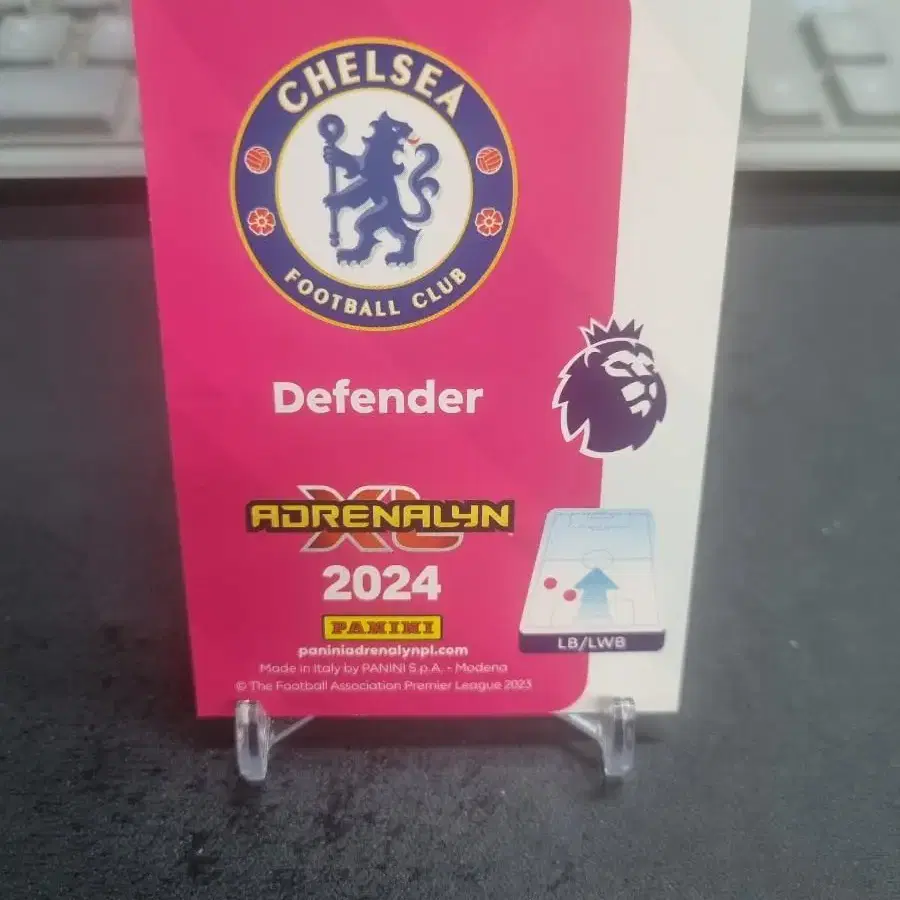 CHELSEA
FOOTBALL CLUB
Defender
ADRENALYN
XL
2024
PANINI
LB/LWB
paniniadrenalynpl.com
Made in Italy by PANINI S.p.A. - Modena
© The Football Association Premier League 2023